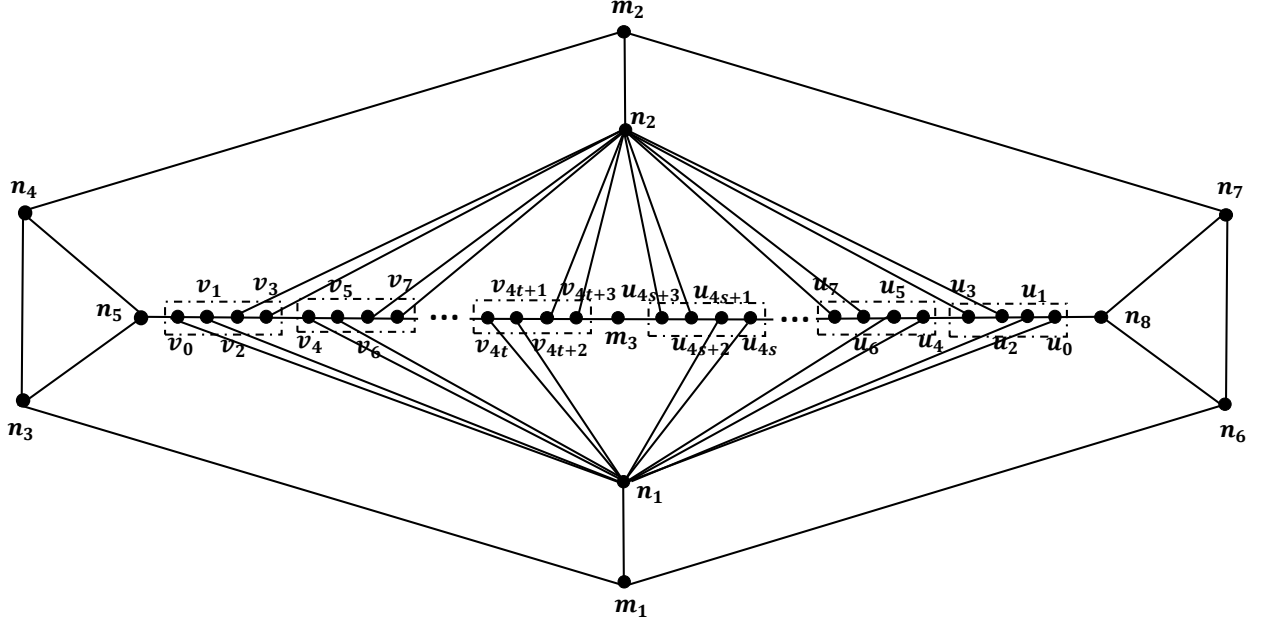 m₂
n₂
n₄
n₇
v₁ v₃ v₅ v₇ v₄ₜ₊₁ v₄ₜ₊₃ u₄ₛ₊₃ u₄ₛ₊₁ u₇ u₅ u₃ u₁
n₅ ... m₃ ... n₈
v₀ v₂ v₄ v₆ v₄ₜ v₄ₜ₊₂ u₄ₛ₊₂ u₄ₛ u₆ u₄ u₂ u₀
n₃
n₆
n₁
m₁